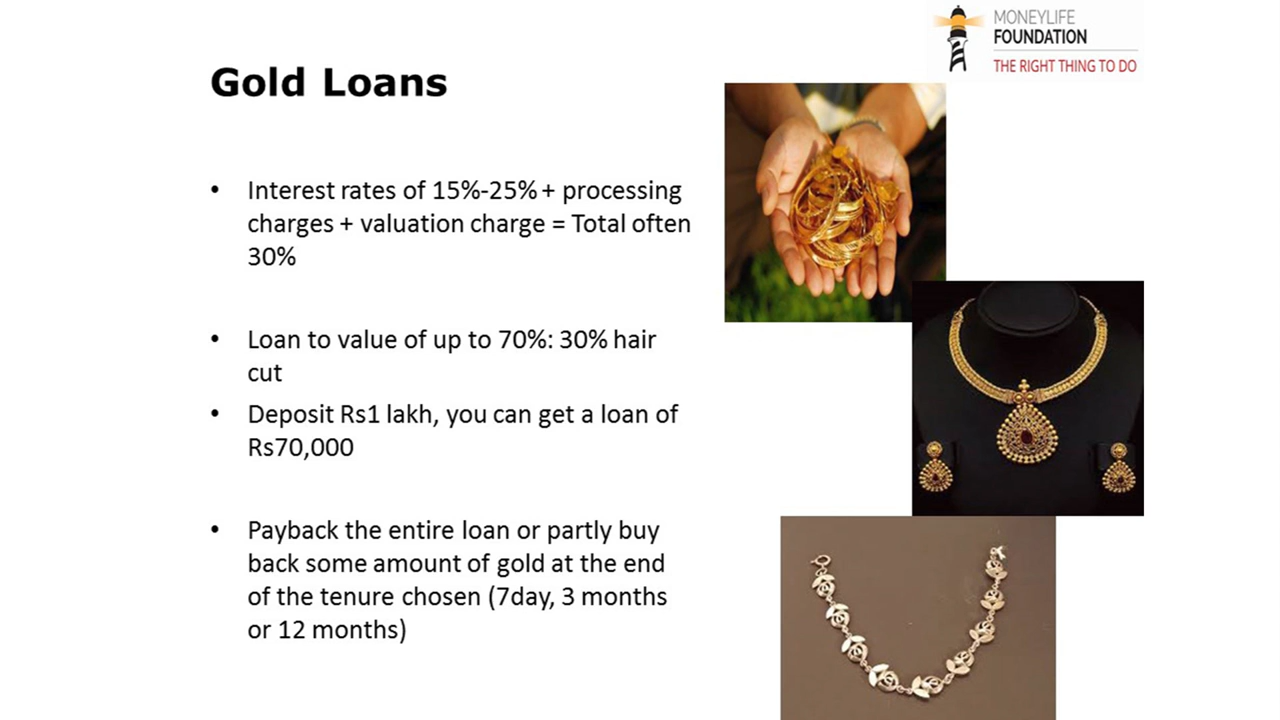 MONEYLIFE
FOUNDATION
THE RIGHT THING TO DO
Gold Loans
• Interest rates of 15%-25% + processing
charges + valuation charge = Total often
30%
• Loan to value of up to 70%: 30% hair
cut
• Deposit Rs1 lakh, you can get a loan of
Rs70,000
• Payback the entire loan or partly buy
back some amount of gold at the end
of the tenure chosen (7day, 3 months
or 12 months)